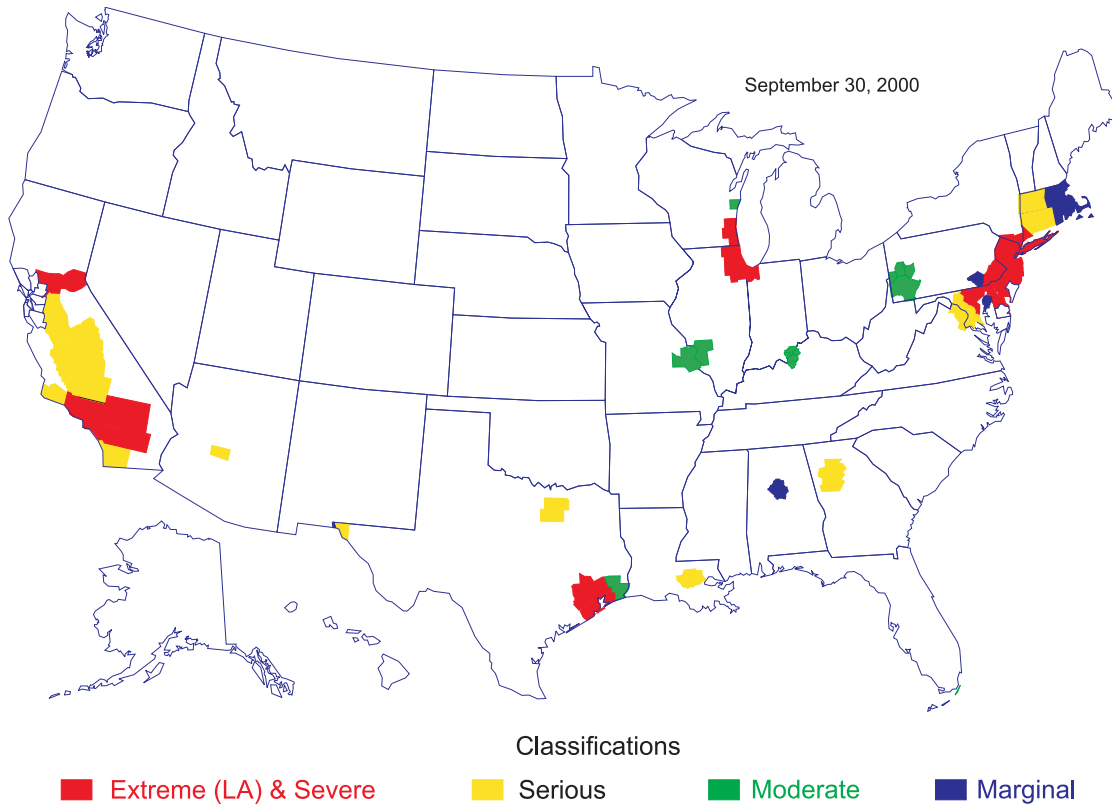 September 30, 2000
Classifications
Extreme (LA) & Severe
Serious
Moderate
Marginal